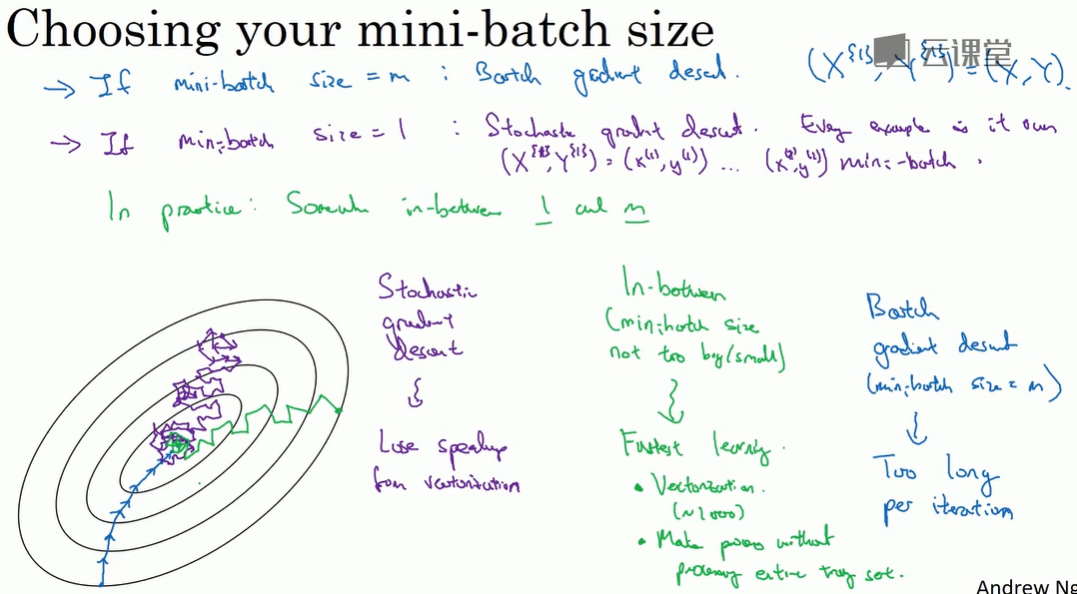 Choosing your mini-batch size
→ If mini-batch size = m : Batch gradient descent. (X^{1}, Y^{1}) = (X, Y).
云课堂
→ If mini-batch size = 1 : Stochastic gradient descent. Every example is it own
(X^{1}, Y^{1}) = (x^(1), y^(1)) ... mini-batch.
In practice: Somewhere in-between 1 and m
Stochastic
gradient
descent
Lose speedup
from vectorization
In-between
(mini-batch size
not too big/small)
Fastest learning.
• Vectorization.
(~1000)
• Make progress without
processing entire training set.
Batch
gradient descent
(mini-batch size = m)
Too long
per iteration
Andrew Ng